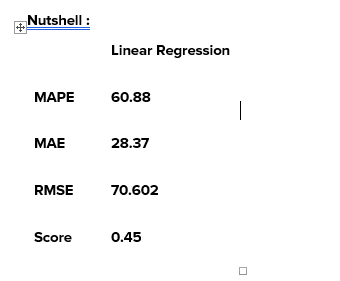 Nutshell :
Linear Regression
MAPE 60.88
MAE 28.37
RMSE 70.602
Score 0.45